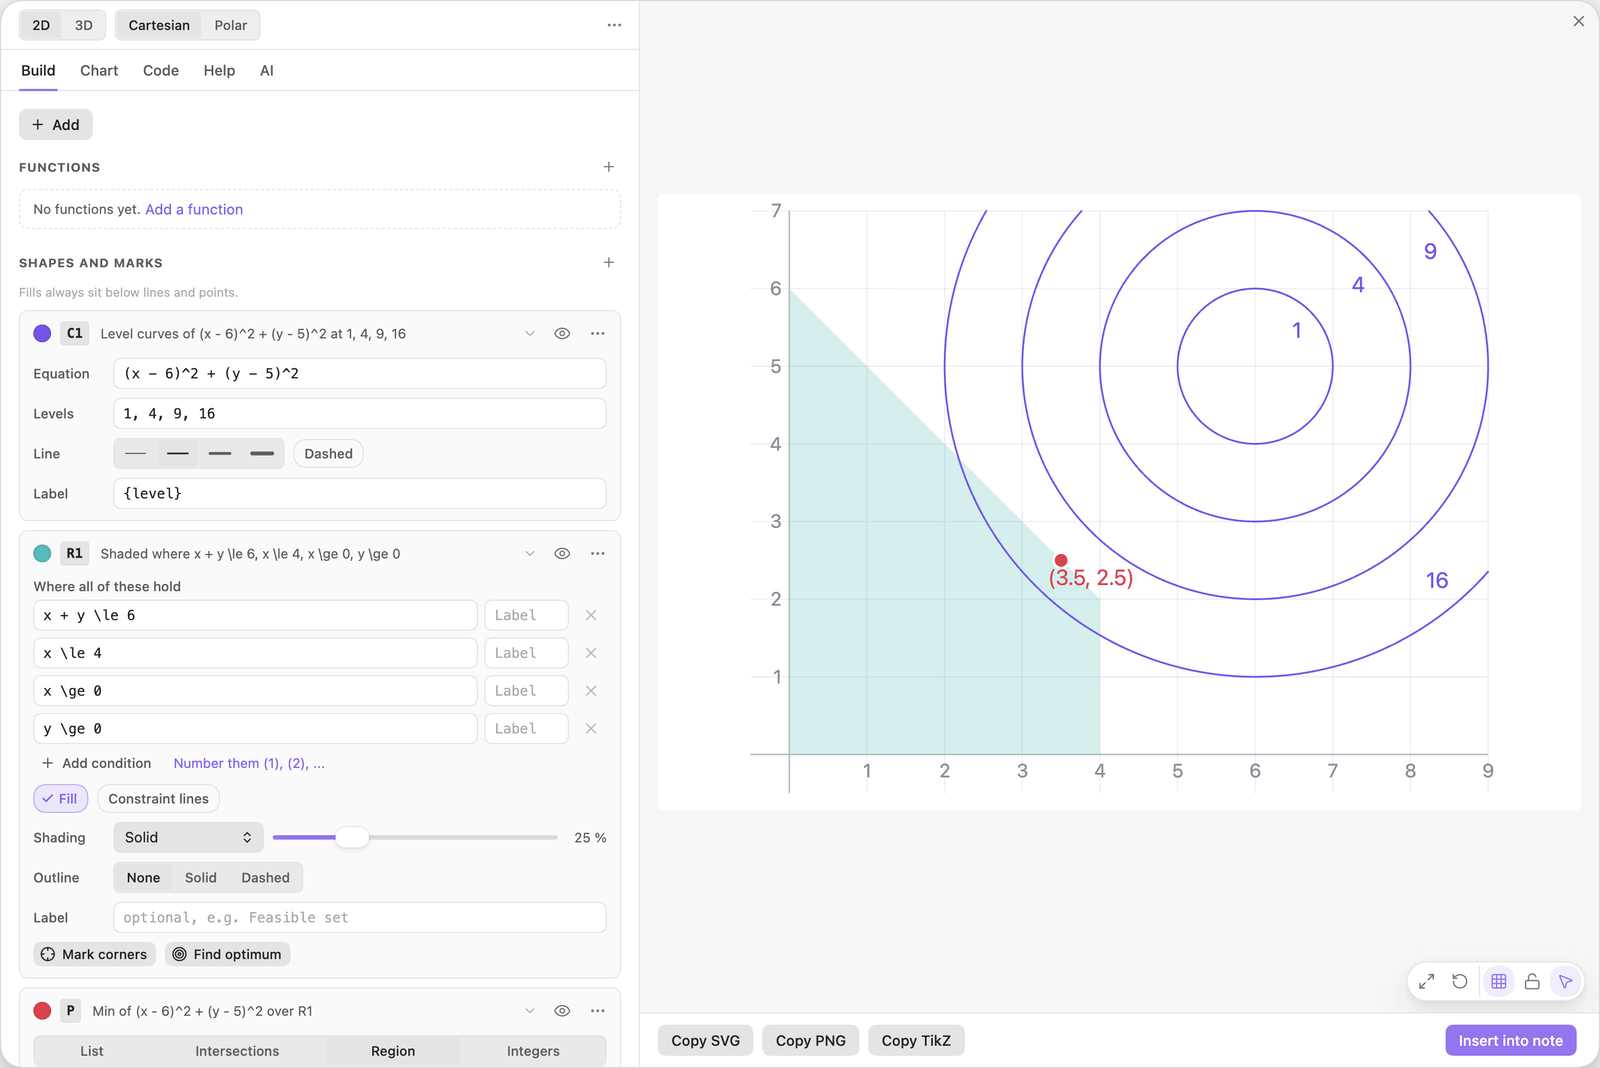 2D 3D Cartesian Polar
Build Chart Code Help AI
+ Add
FUNCTIONS
No functions yet. Add a function
SHAPES AND MARKS
Fills always sit below lines and points.
C1 Level curves of (x - 6)^2 + (y - 5)^2 at 1, 4, 9, 16
Equation (x − 6)^2 + (y − 5)^2
Levels 1, 4, 9, 16
Line Dashed
Label {level}
R1 Shaded where x + y \le 6, x \le 4, x \ge 0, y \ge 0
Where all of these hold
x + y \le 6 Label
x \le 4 Label
x \ge 0 Label
y \ge 0 Label
+ Add condition Number them (1), (2), ...
Fill Constraint lines
Shading Solid 25 %
Outline None Solid Dashed
Label optional, e.g. Feasible set
Mark corners Find optimum
P Min of (x - 6)^2 + (y - 5)^2 over R1
List Intersections Region Integers
7
9
6 4
1
5
4
3
(3.5, 2.5) 16
2
1
1 2 3 4 5 6 7 8 9
Copy SVG Copy PNG Copy TikZ Insert into note